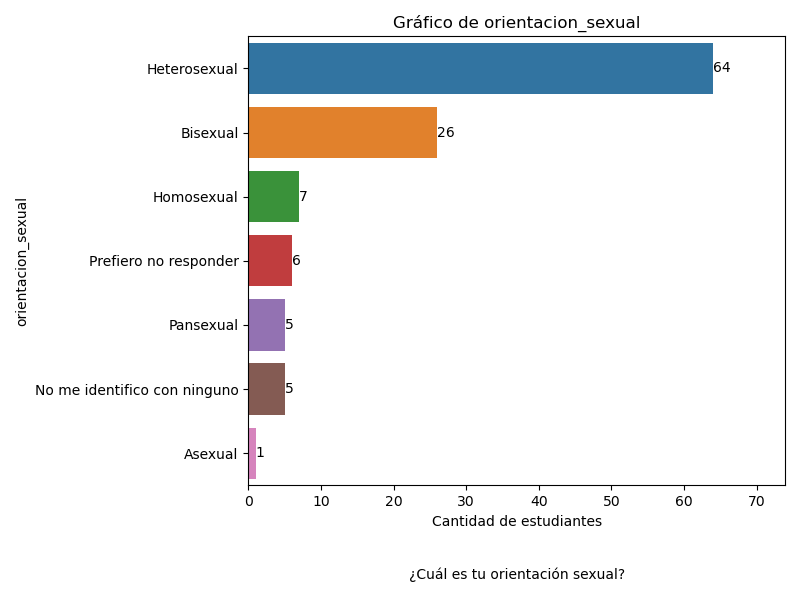 Gráfico de orientacion_sexual
orientacion_sexual
Heterosexual
64
Bisexual
26
Homosexual
7
Prefiero no responder
6
Pansexual
5
No me identifico con ninguno
5
Asexual
1
0 10 20 30 40 50 60 70
Cantidad de estudiantes
¿Cuál es tu orientación sexual?